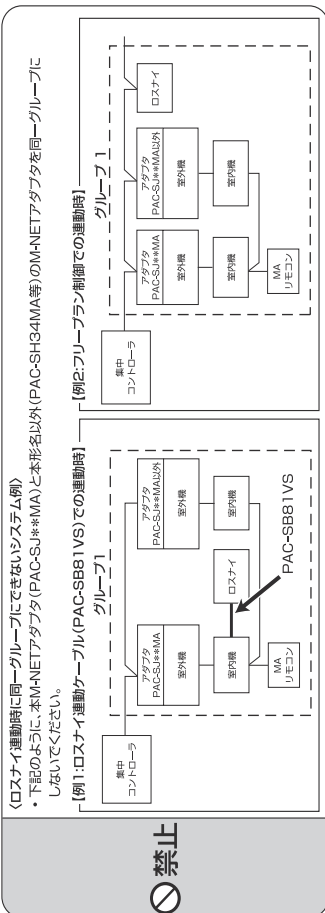 禁止
〈ロスナイ連動時に同一グループにできないシステム例〉
• 下記のように、本M-NETアダプタ(PAC-SJ**MA)と本形名以外(PAC-SH34MA等)のM-NETアダプタを同一グループに
しないでください。
【例1:ロスナイ連動ケーブル(PAC-SB81VS)での連動時】
グループ1
集中
コントローラ
アダプタ
PAC-SJ**MA
室外機
アダプタ
PAC-SJ**MA以外
室外機
室内機
ロスナイ
室内機
MA
リモコン
PAC-SB81VS
【例2:フリープラン制御での連動時】
グループ1
集中
コントローラ
アダプタ
PAC-SJ**MA
室外機
アダプタ
PAC-SJ**MA以外
室外機
ロスナイ
室内機
室内機
MA
リモコン